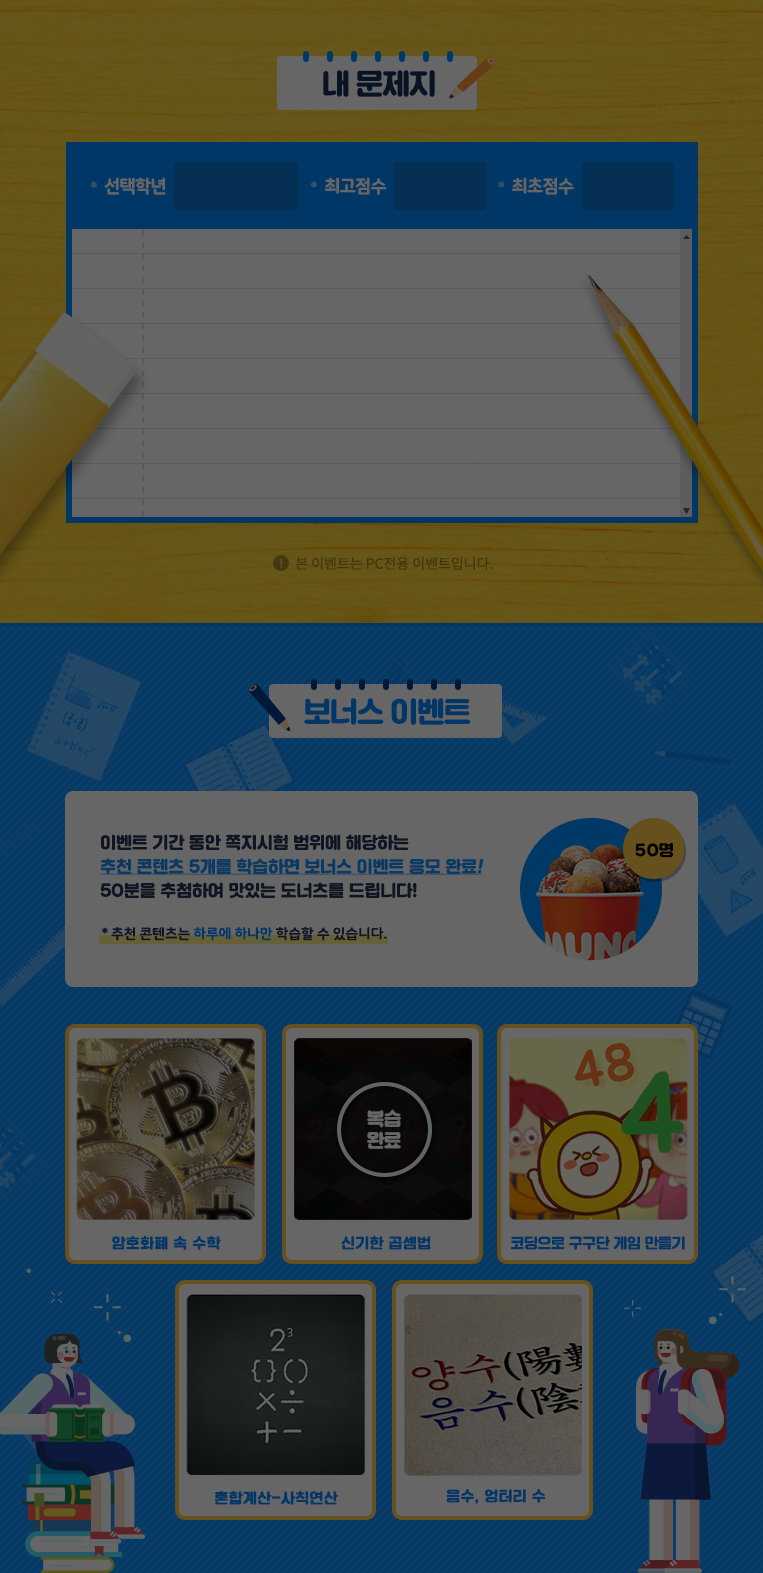 내 문제지
선택학년 최고점수 최초점수
! 본 이벤트는 PC전용 이벤트입니다.
보너스 이벤트
이벤트 기간 동안 쪽지시험 범위에 해당하는
추천 콘텐츠 5개를 학습하면 보너스 이벤트 응모 완료!
50분을 추첨하여 맛있는 도너츠를 드립니다!
* 추천 콘텐츠는 하루에 하나만 학습할 수 있습니다.
50명
MUNC
복습
완료
48
4
암호화폐 속 수학
신기한 곱셈법
코딩으로 구구단 게임 만들기
2³
{}()
×÷
+−
양수(陽數
음수(陰
혼합계산-사칙연산
음수, 엉터리 수